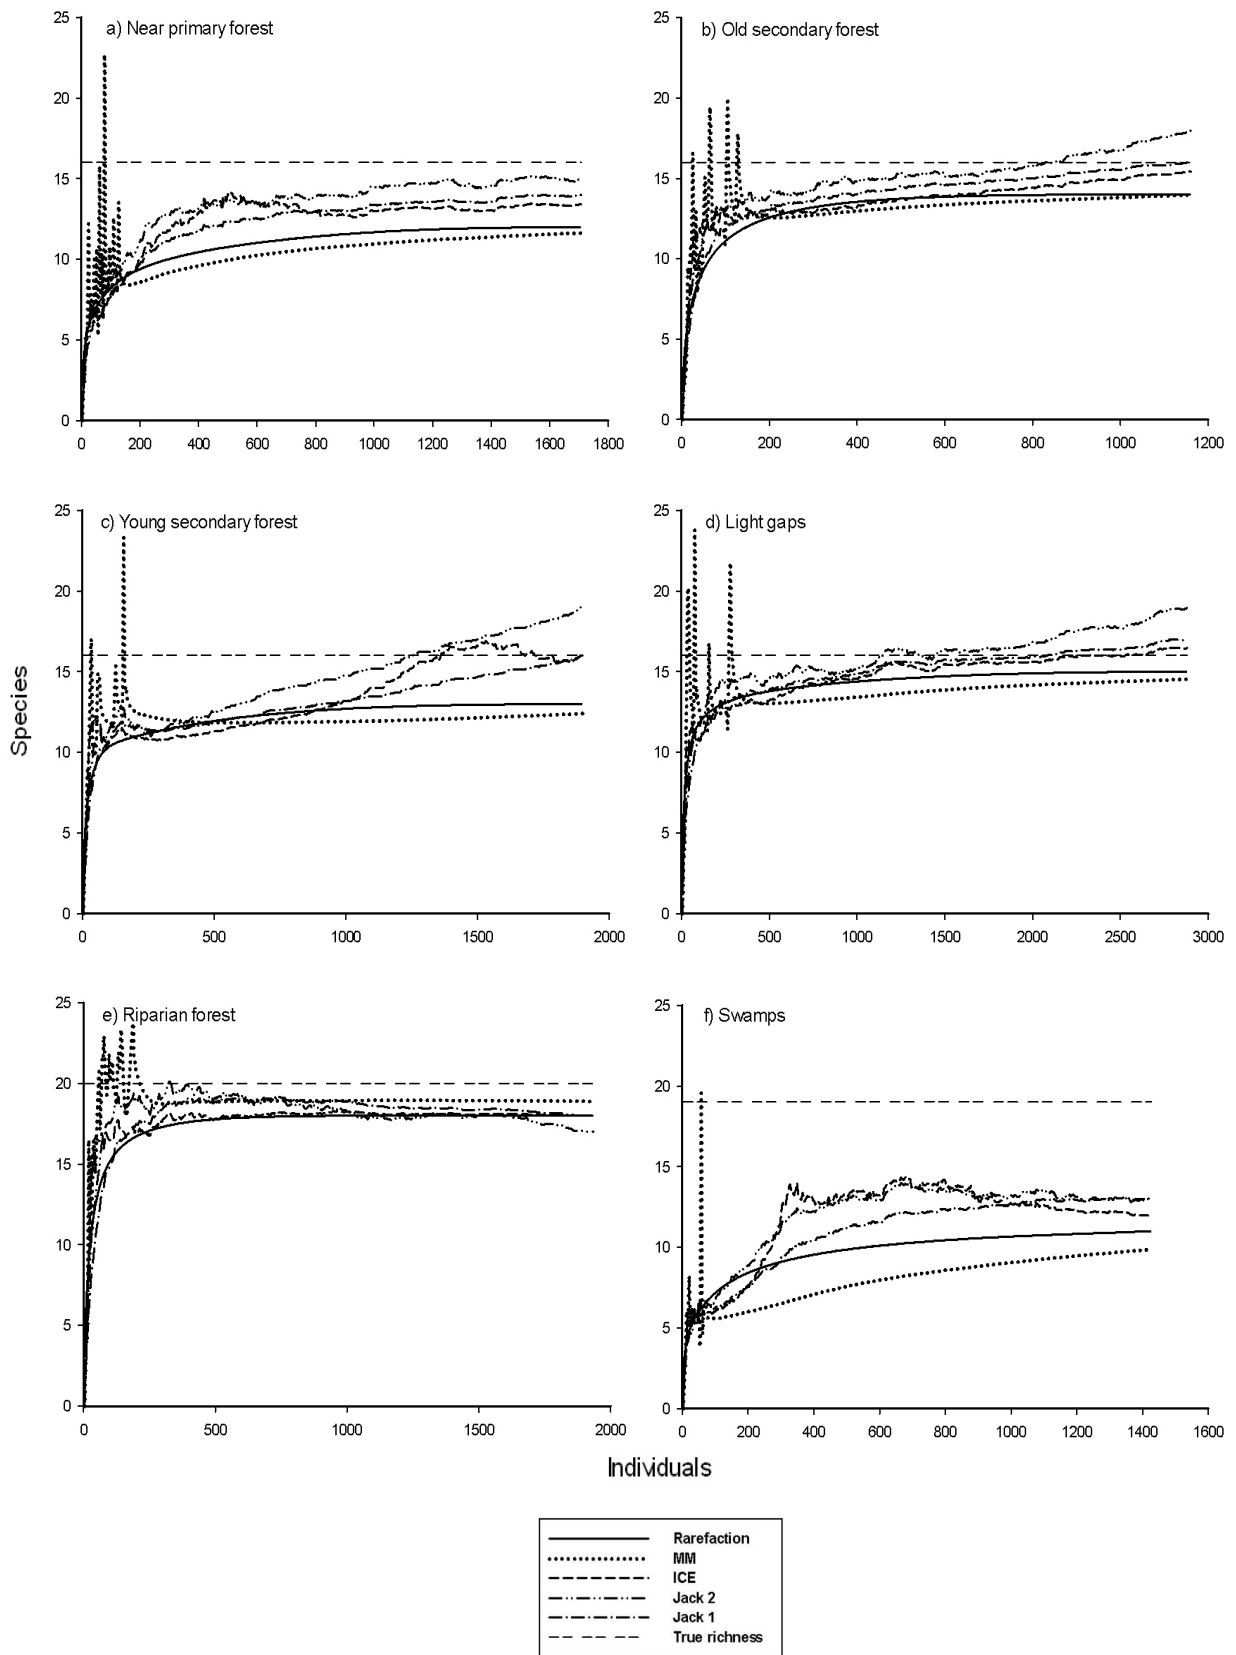 a) Near primary forest
25
20
15
10
5
0
0 200 400 600 800 1000 1200 1400 1600 1800
b) Old secondary forest
25
20
15
10
5
0
0 200 400 600 800 1000 1200
c) Young secondary forest
25
20
15
10
5
0
0 500 1000 1500 2000
d) Light gaps
25
20
15
10
5
0
0 500 1000 1500 2000 2500 3000
Species
e) Riparian forest
25
20
15
10
5
0
0 500 1000 1500 2000
f) Swamps
25
20
15
10
5
0
0 200 400 600 800 1000 1200 1400 1600
Individuals
Rarefaction
MM
ICE
Jack 2
Jack 1
True richness